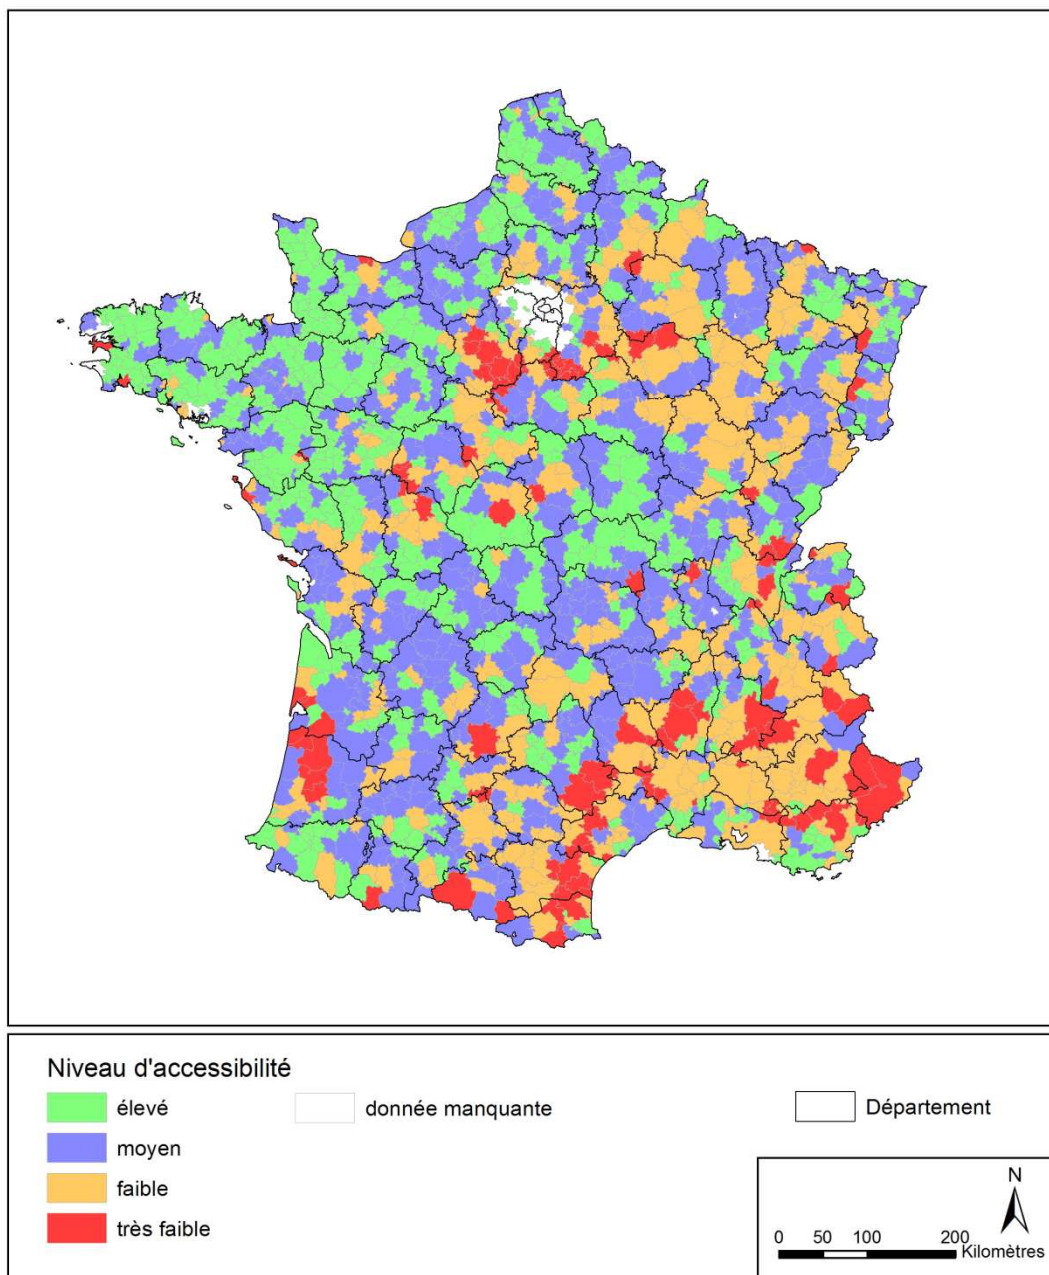 Niveau d'accessibilité
élevé
donnée manquante
Département
moyen
faible
très faible
N
0 50 100 200
Kilomètres